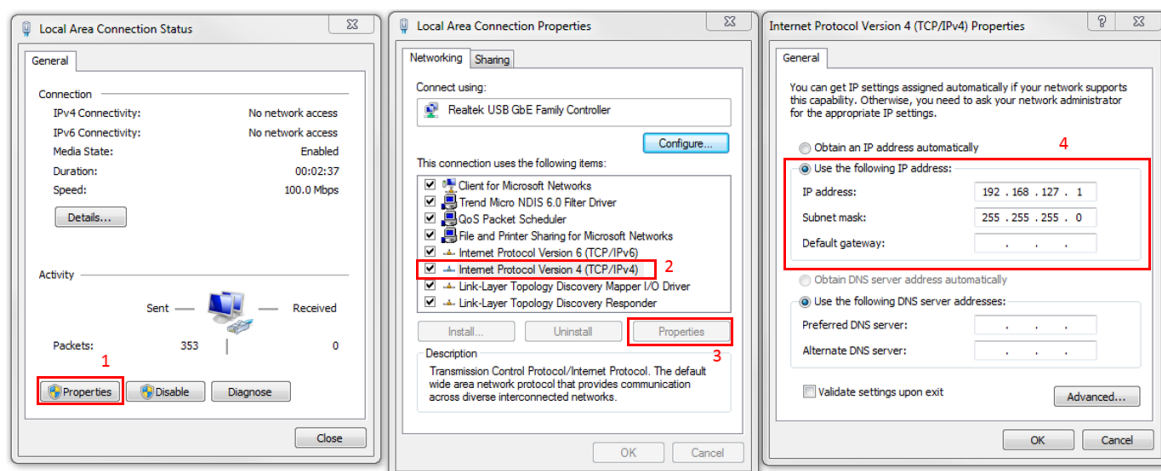 Local Area Connection Status
General
Connection
IPv4 Connectivity: No network access
IPv6 Connectivity: No network access
Media State: Enabled
Duration: 00:02:37
Speed: 100.0 Mbps
Details...
Activity
Sent Received
Packets: 353 0
1
Properties Disable Diagnose
Close
Local Area Connection Properties
Networking Sharing
Connect using:
Realtek USB GbE Family Controller
Configure...
This connection uses the following items:
Client for Microsoft Networks
Trend Micro NDIS 6.0 Filter Driver
QoS Packet Scheduler
File and Printer Sharing for Microsoft Networks
Internet Protocol Version 6 (TCP/IPv6)
Internet Protocol Version 4 (TCP/IPv4) 2
Link-Layer Topology Discovery Mapper I/O Driver
Link-Layer Topology Discovery Responder
Install... Uninstall Properties
3
Description
Transmission Control Protocol/Internet Protocol. The default
wide area network protocol that provides communication
across diverse interconnected networks.
OK Cancel
Internet Protocol Version 4 (TCP/IPv4) Properties
General
You can get IP settings assigned automatically if your network supports
this capability. Otherwise, you need to ask your network administrator
for the appropriate IP settings.
4
Obtain an IP address automatically
Use the following IP address:
IP address: 192 . 168 . 127 . 1
Subnet mask: 255 . 255 . 255 . 0
Default gateway: . . .
Obtain DNS server address automatically
Use the following DNS server addresses:
Preferred DNS server: . . .
Alternate DNS server: . . .
Validate settings upon exit
Advanced...
OK Cancel